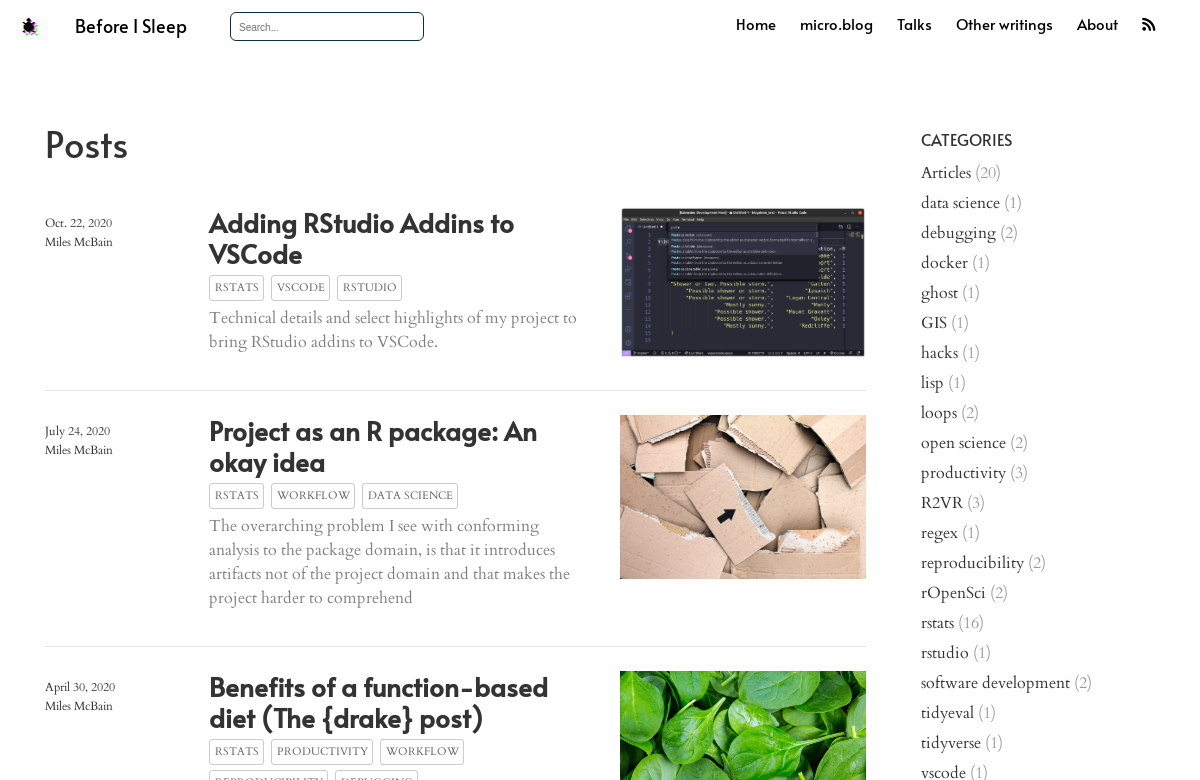 Before I Sleep
Search...
Home
micro.blog
Talks
Other writings
About
Posts
Oct. 22, 2020
Miles McBain
Adding RStudio Addins to
VSCode
RSTATS
VSCODE
RSTUDIO
Technical details and select highlights of my project to
bring RStudio addins to VSCode.
July 24, 2020
Miles McBain
Project as an R package: An
okay idea
RSTATS
WORKFLOW
DATA SCIENCE
The overarching problem I see with conforming
analysis to the package domain, is that it introduces
artifacts not of the project domain and that makes the
project harder to comprehend
April 30, 2020
Miles McBain
Benefits of a function-based
diet (The {drake} post)
RSTATS
PRODUCTIVITY
WORKFLOW
REPRODUCIBILITY
DEBUGGING
CATEGORIES
Articles (20)
data science (1)
debugging (2)
docker (1)
ghost (1)
GIS (1)
hacks (1)
lisp (1)
loops (2)
open science (2)
productivity (3)
R2VR (3)
regex (1)
reproducibility (2)
rOpenSci (2)
rstats (16)
rstudio (1)
software development (2)
tidyeval (1)
tidyverse (1)
vscode (1)